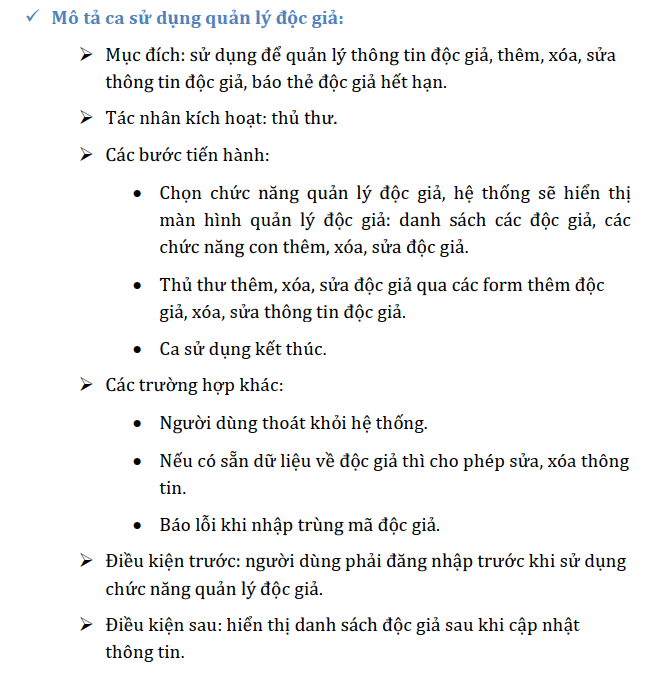 ✓ Mô tả ca sử dụng quản lý độc giả:
➢ Mục đích: sử dụng để quản lý thông tin độc giả, thêm, xóa, sửa
thông tin độc giả, báo thẻ độc giả hết hạn.
➢ Tác nhân kích hoạt: thủ thư.
➢ Các bước tiến hành:
• Chọn chức năng quản lý độc giả, hệ thống sẽ hiển thị
màn hình quản lý độc giả: danh sách các độc giả, các
chức năng con thêm, xóa, sửa độc giả.
• Thủ thư thêm, xóa, sửa độc giả qua các form thêm độc
giả, xóa, sửa thông tin độc giả.
• Ca sử dụng kết thúc.
➢ Các trường hợp khác:
• Người dùng thoát khỏi hệ thống.
• Nếu có sẵn dữ liệu về độc giả thì cho phép sửa, xóa thông
tin.
• Báo lỗi khi nhập trùng mã độc giả.
➢ Điều kiện trước: người dùng phải đăng nhập trước khi sử dụng
chức năng quản lý độc giả.
➢ Điều kiện sau: hiển thị danh sách độc giả sau khi cập nhật
thông tin.